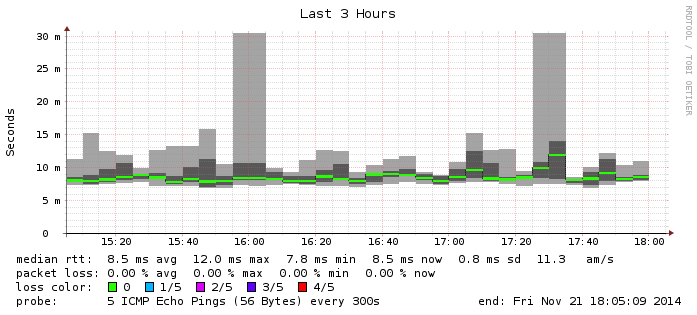 Last 3 Hours
RRDTOOL / TOBI OETIKER
Seconds
30 m
25 m
20 m
15 m
10 m
5 m
0
15:20 15:40 16:00 16:20 16:40 17:00 17:20 17:40 18:00
median rtt: 8.5 ms avg 12.0 ms max 7.8 ms min 8.5 ms now 0.8 ms sd 11.3 am/s
packet loss: 0.00 % avg 0.00 % max 0.00 % min 0.00 % now
loss color: 0 1/5 2/5 3/5 4/5
probe: 5 ICMP Echo Pings (56 Bytes) every 300s end: Fri Nov 21 18:05:09 2014